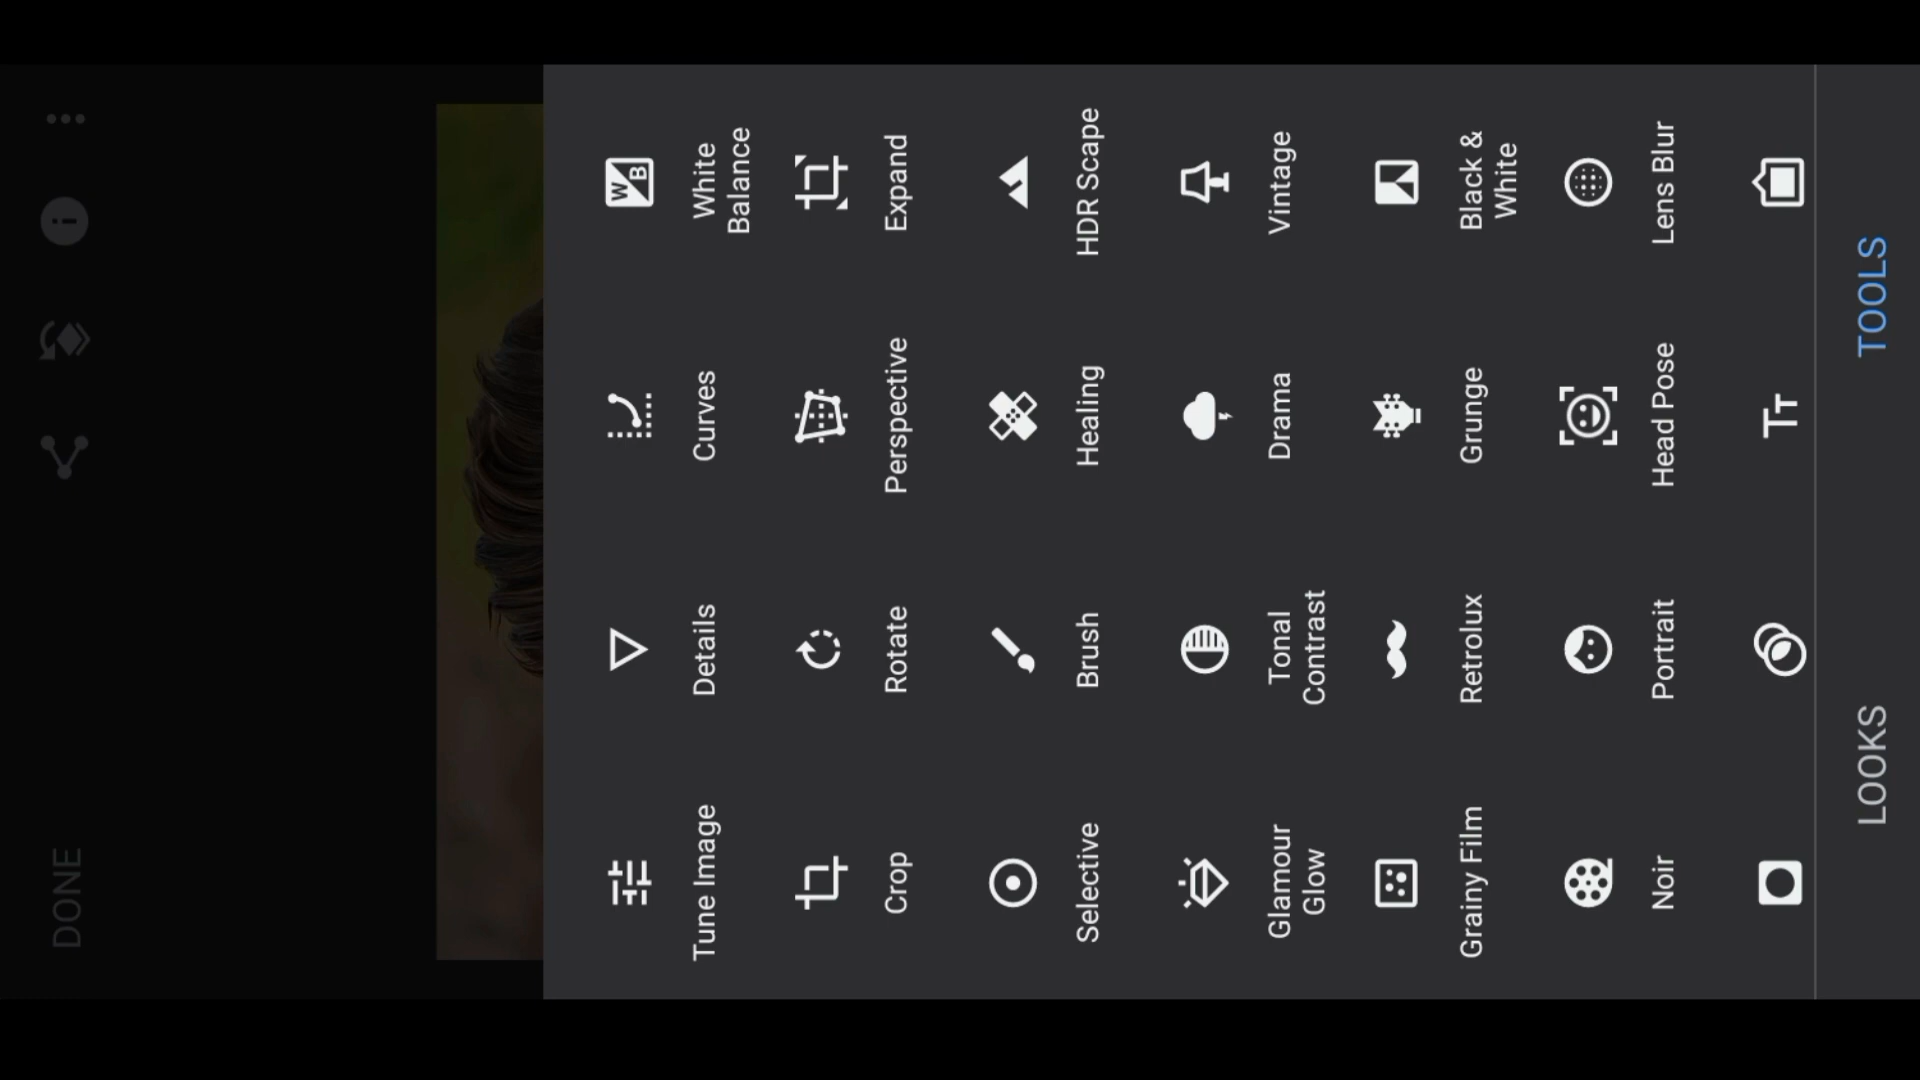 DONE
Tune Image
Details
Curves
White
Balance
Crop
Rotate
Perspective
Expand
Selective
Brush
Healing
HDR Scape
Glamour
Glow
Tonal
Contrast
Drama
Vintage
Grainy Film
Retrolux
Grunge
Black &
White
Noir
Portrait
Head Pose
Lens Blur
LOOKS
TOOLS